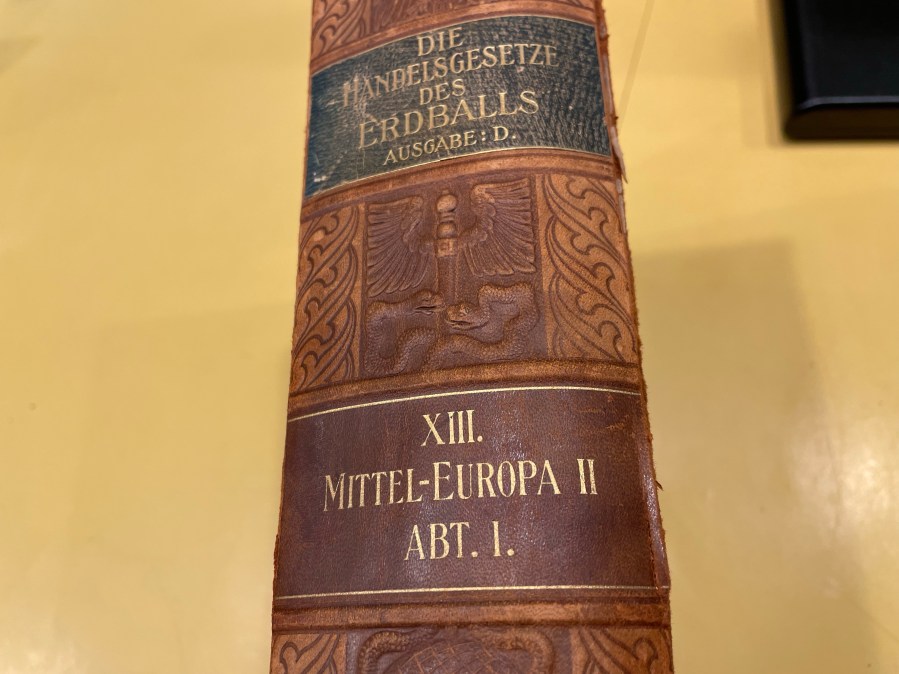 DIE
HANDELSGESETZE
DES
ERDBALLS
AUSGABE: D.
XIII.
MITTEL-EUROPA II
ABT. I.